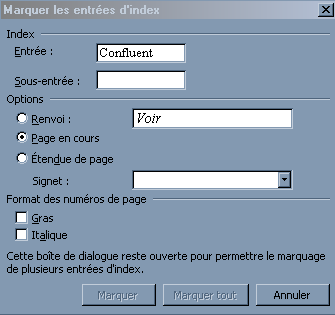 Marquer les entrées d'index
Index
Entrée :
Confluent
Sous-entrée :
Options
Renvoi :
Voir
Page en cours
Étendue de page
Signet :
Format des numéros de page
Gras
Italique
Cette boîte de dialogue reste ouverte pour permettre le marquage
de plusieurs entrées d'index.
Marquer
Marquer tout
Annuler